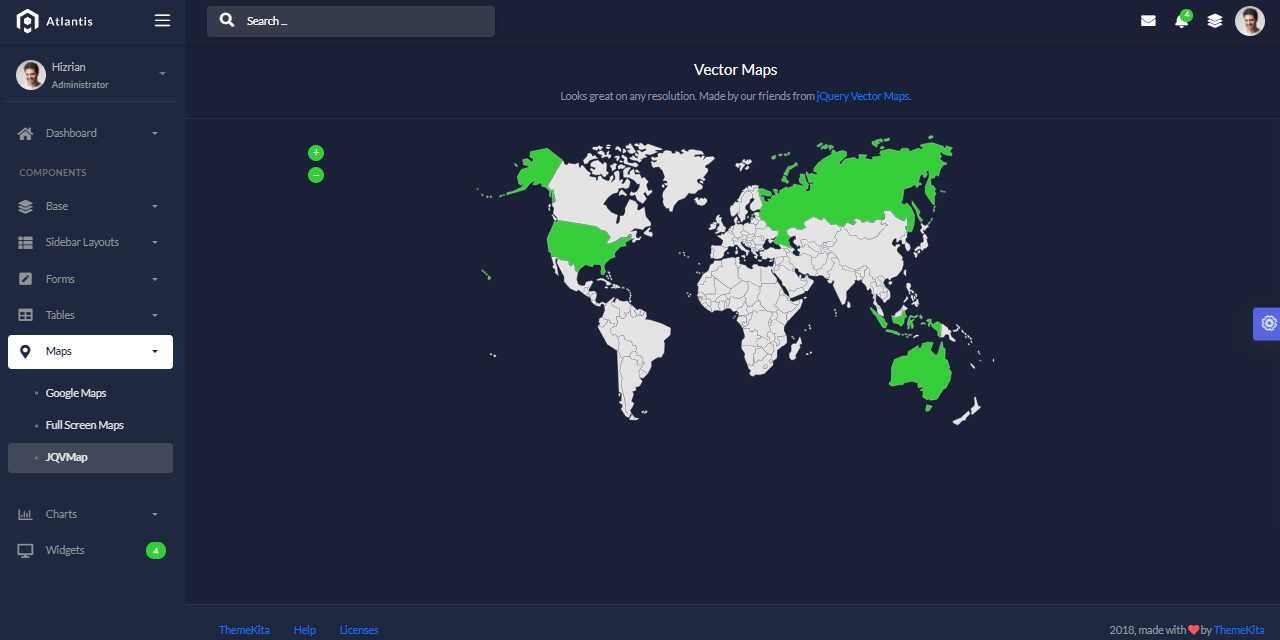 Atlantis
Search ...
4
Hizrian
Administrator
Dashboard
COMPONENTS
Base
Sidebar Layouts
Forms
Tables
Maps
Google Maps
Full Screen Maps
JQVMap
Charts
Widgets
4
Vector Maps
Looks great on any resolution. Made by our friends from jQuery Vector Maps.
+
−
ThemeKita
Help
Licenses
2018, made with ❤ by ThemeKita